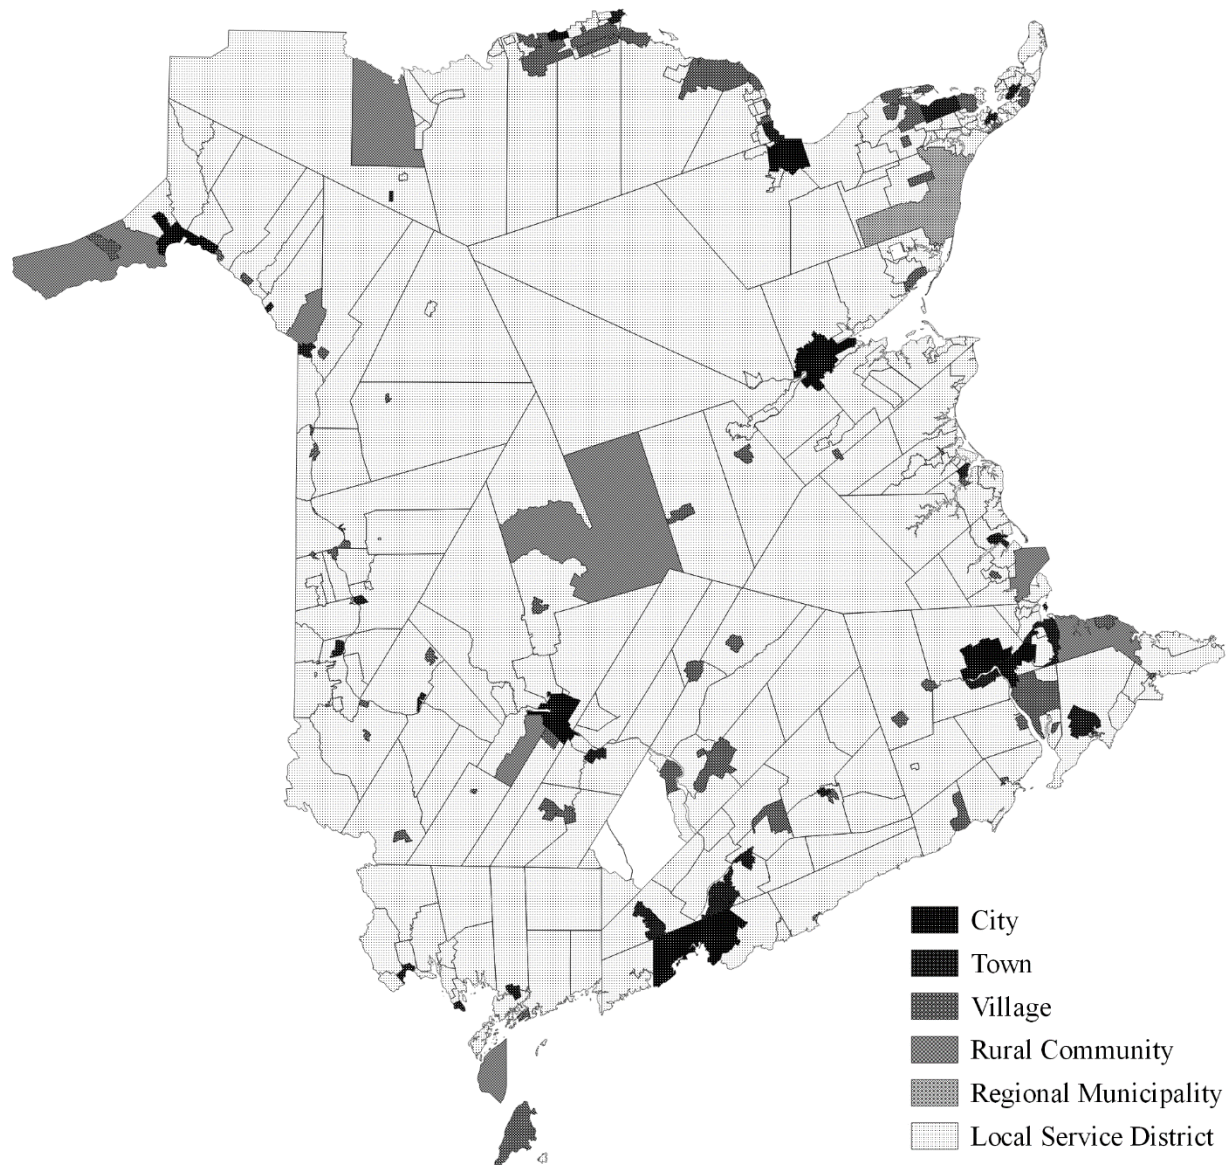 City
Town
Village
Rural Community
Regional Municipality
Local Service District